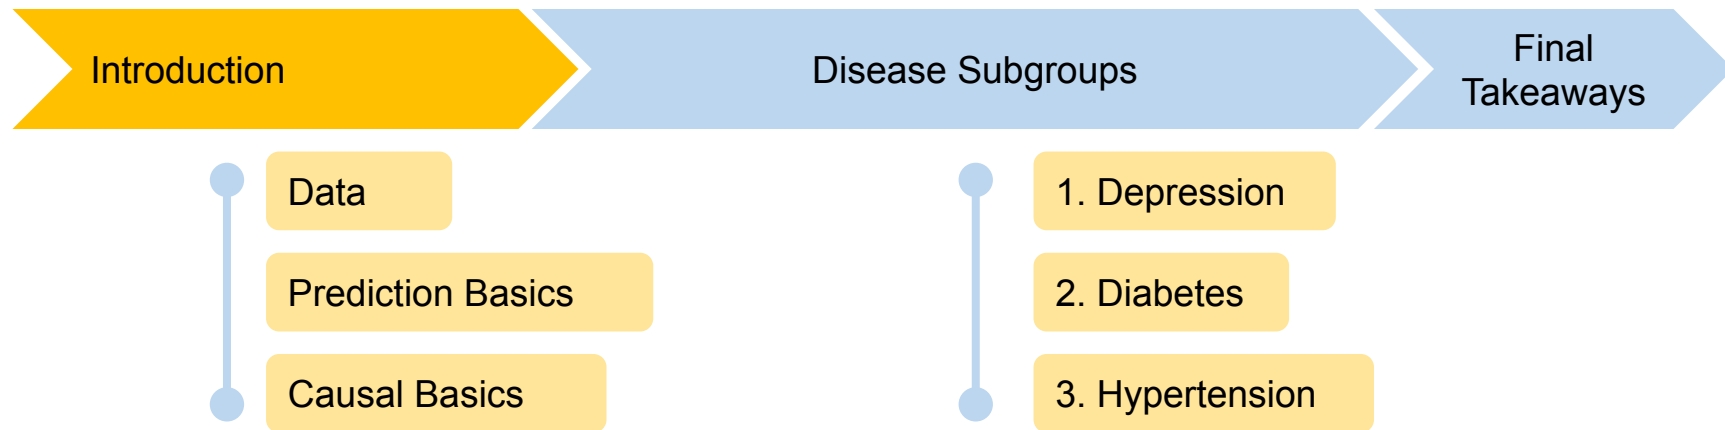 Introduction
Disease Subgroups
Final
Takeaways
Data
Prediction Basics
Causal Basics
1. Depression
2. Diabetes
3. Hypertension